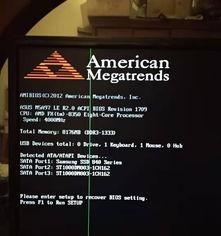 American
Megatrends
AMIBIOS(C)2012 American Megatrends, Inc.
ASUS M5A97 LE R2.0 ACPI BIOS Revision 1709
CPU: AMD FX(tm)-8350 Eight-Core Processor
Speed: 4000MHz
Total Memory: 8176MB (DDR3-1333)
USB Devices total: 0 Drive, 1 Keyboard, 1 Mouse, 0 Hub
Detected ATA/ATAPI Devices...
SATA Port1: Samsung SSD 840 Series
SATA Port2: ST1000DM003-1CH162
SATA Port3: ST1000DM003-1CH162
Please enter setup to recover BIOS setting.
Press F1 to Run SETUP